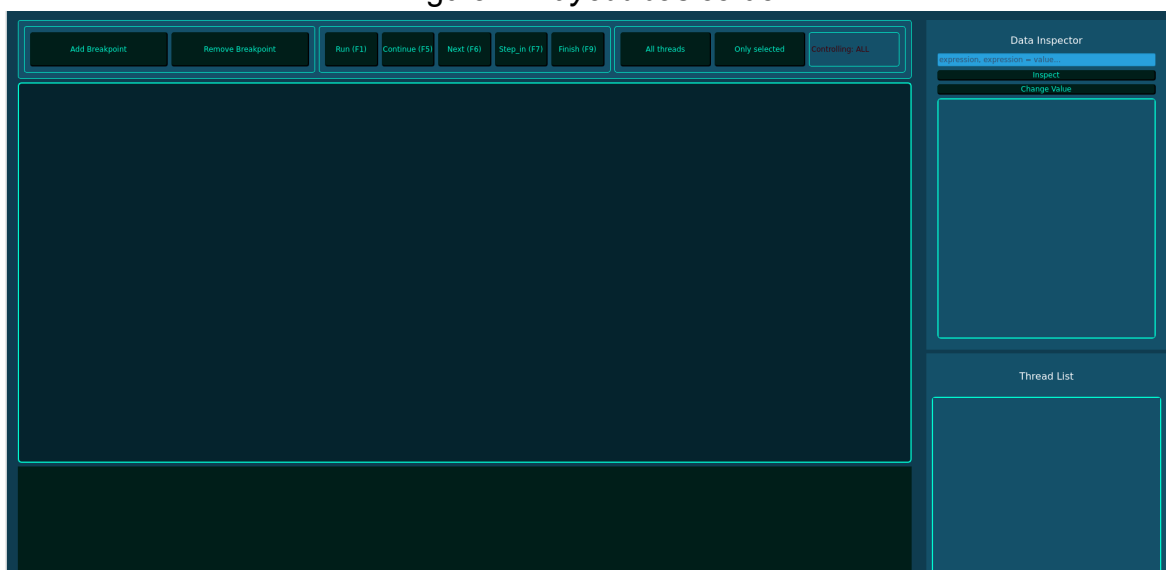 Add Breakpoint
Remove Breakpoint
Run (F1)
Continue (F5)
Next (F6)
Step_in (F7)
Finish (F9)
All threads
Only selected
Controlling: ALL
Data Inspector
expression, expression = value...
Inspect
Change Value
Thread List